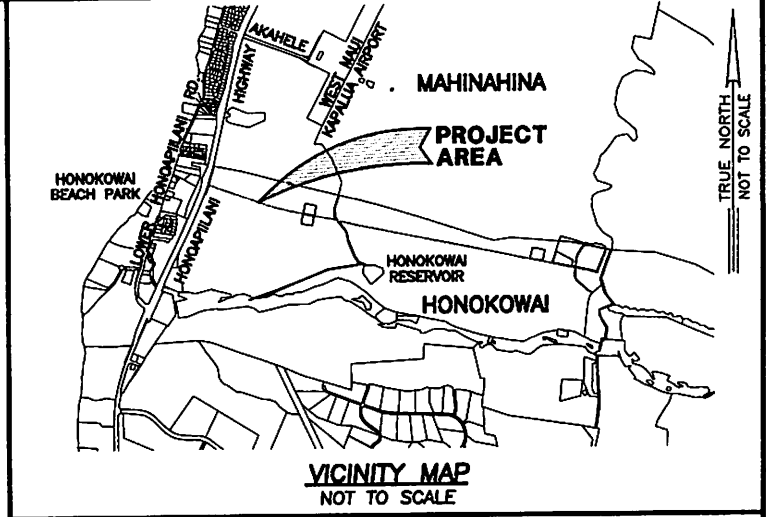 AKAHELE
WEST MAUI
KAPALUA AIRPORT
HIGHWAY
MAHINAHINA
PROJECT
AREA
TRUE NORTH
NOT TO SCALE
HONOKOWAI
BEACH PARK
LOWER HONOAPIILANI RD
HONOAPIILANI
HONOKOWAI
RESERVOIR
HONOKOWAI
VICINITY MAP
NOT TO SCALE